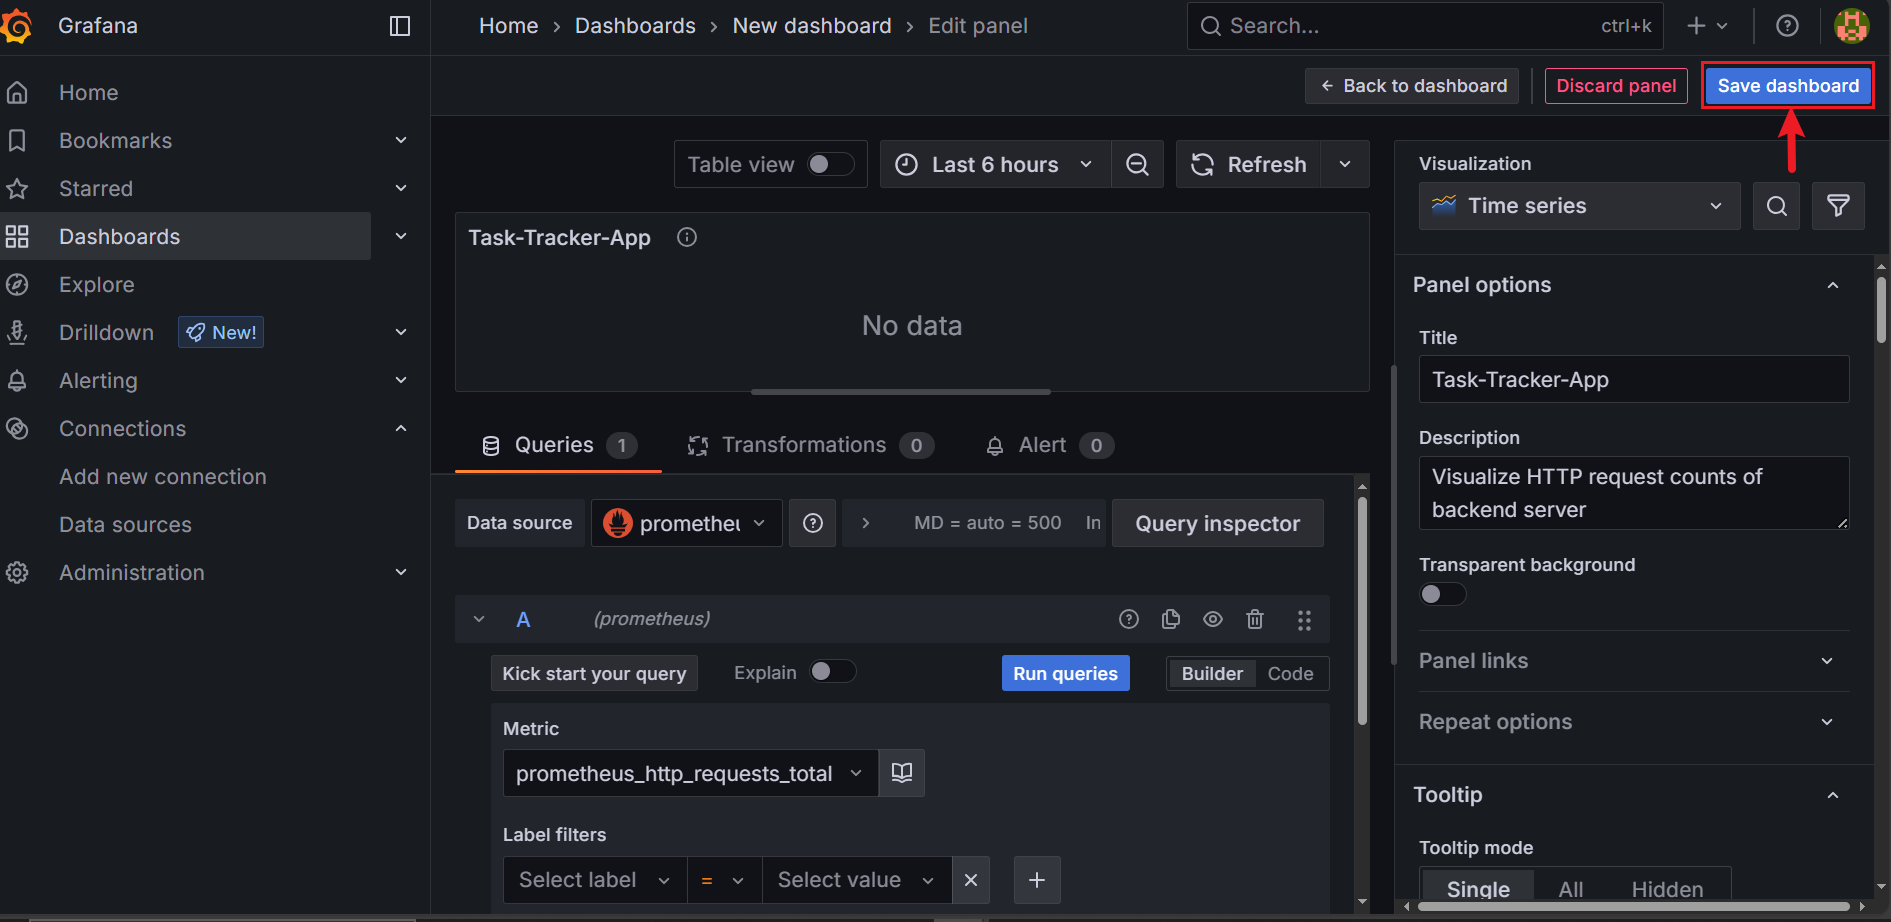 Grafana
Home › Dashboards › New dashboard › Edit panel
Search...
ctrl+k
Home
Bookmarks
Starred
Dashboards
Explore
Drilldown
New!
Alerting
Connections
Add new connection
Data sources
Administration
← Back to dashboard
Discard panel
Save dashboard
Table view
Last 6 hours
Refresh
Task-Tracker-App
No data
Queries 1
Transformations 0
Alert 0
Data source
prometheu
MD = auto = 500
In
Query inspector
A
(prometheus)
Kick start your query
Explain
Run queries
Builder
Code
Metric
prometheus_http_requests_total
Label filters
Select label
=
Select value
Visualization
Time series
Panel options
Title
Task-Tracker-App
Description
Visualize HTTP request counts of
backend server
Transparent background
Panel links
Repeat options
Tooltip
Tooltip mode
Single
All
Hidden